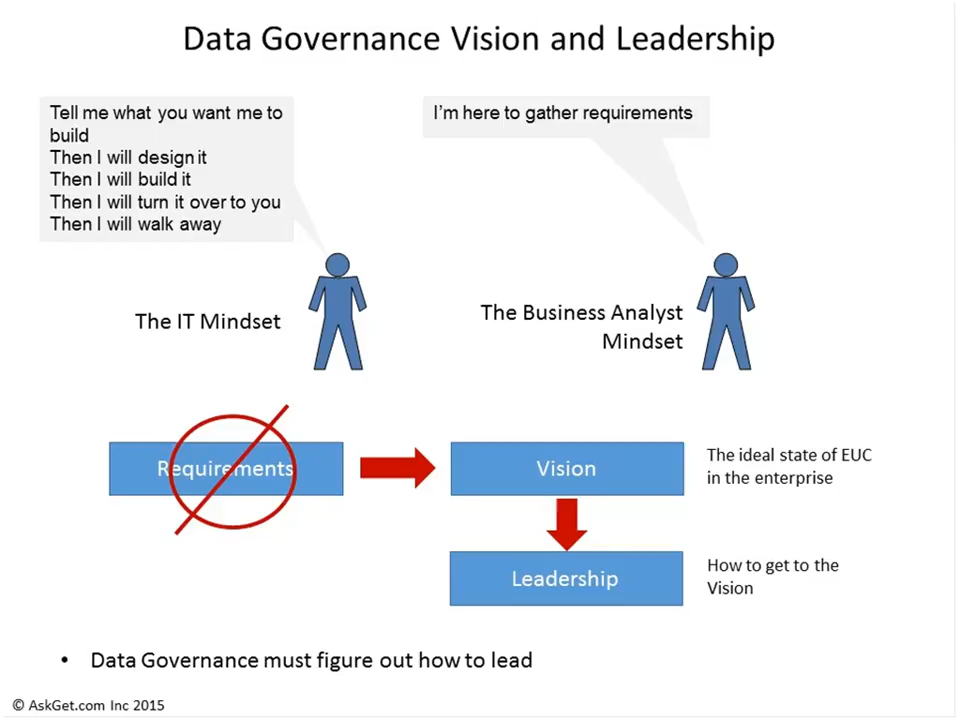 Data Governance Vision and Leadership
Tell me what you want me to
build
Then I will design it
Then I will build it
Then I will turn it over to you
Then I will walk away
I'm here to gather requirements
The IT Mindset
The Business Analyst
Mindset
Requirements
Vision
The ideal state of EUC
in the enterprise
Leadership
How to get to the
Vision
• Data Governance must figure out how to lead
© AskGet.com Inc 2015